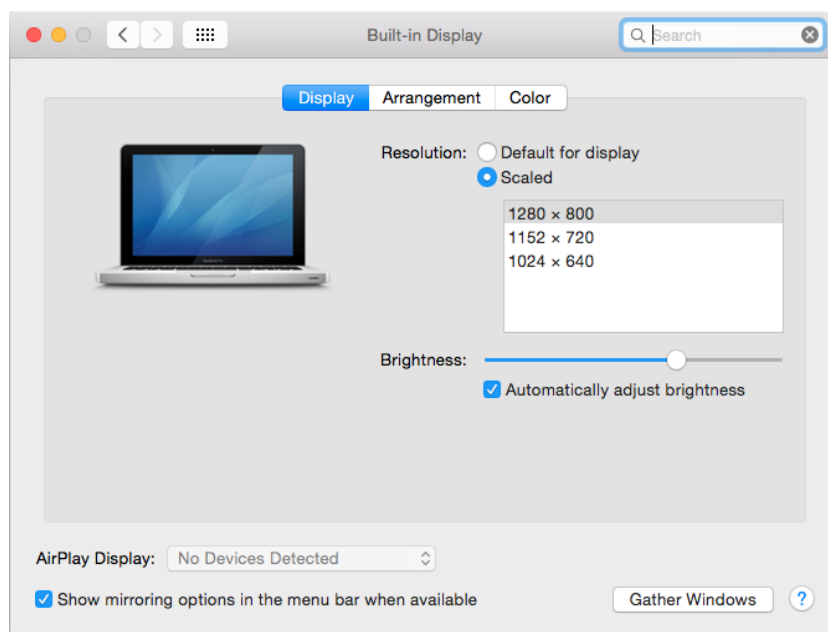 Built-in Display
Search
Display Arrangement Color
Resolution: Default for display
Scaled
1280 × 800
1152 × 720
1024 × 640
Brightness:
Automatically adjust brightness
AirPlay Display: No Devices Detected
Show mirroring options in the menu bar when available
Gather Windows ?